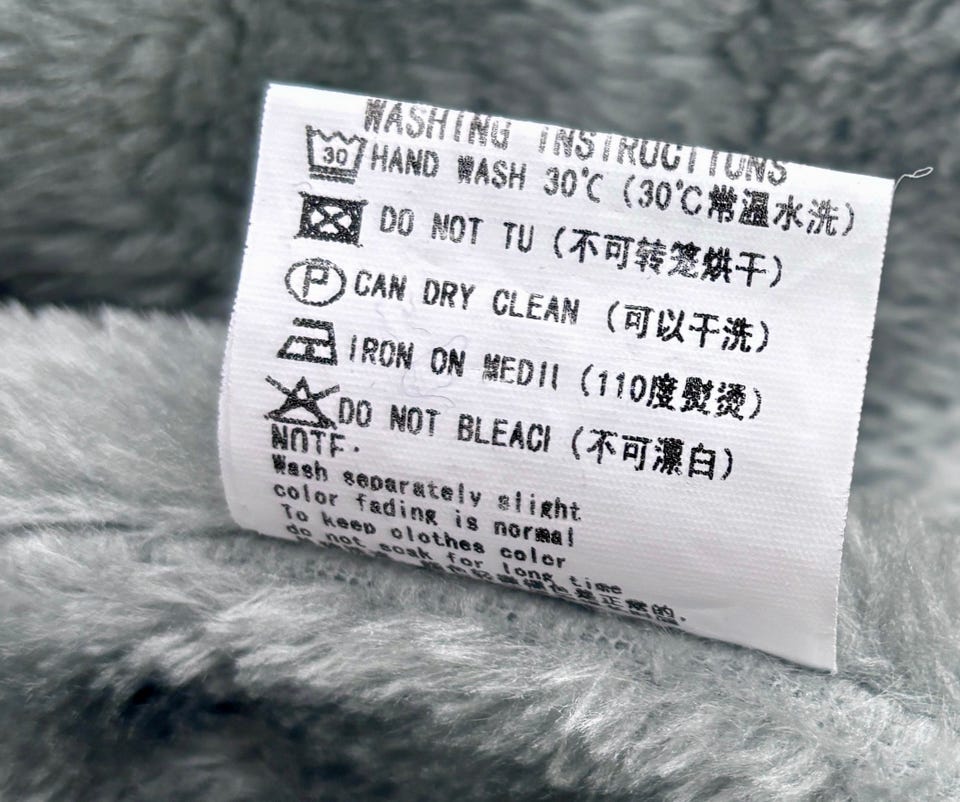 WASHING INSTRUCTIONS
30 HAND WASH 30℃ (30℃常温水洗)
DO NOT TU (不可转笼烘干)
P CAN DRY CLEAN (可以干洗)
IRON ON MEDII (110度熨烫)
DO NOT BLEACI (不可漂白)
NOTE:
Wash separately slight
color fading is normal
To keep clothes color
do not soak for long time